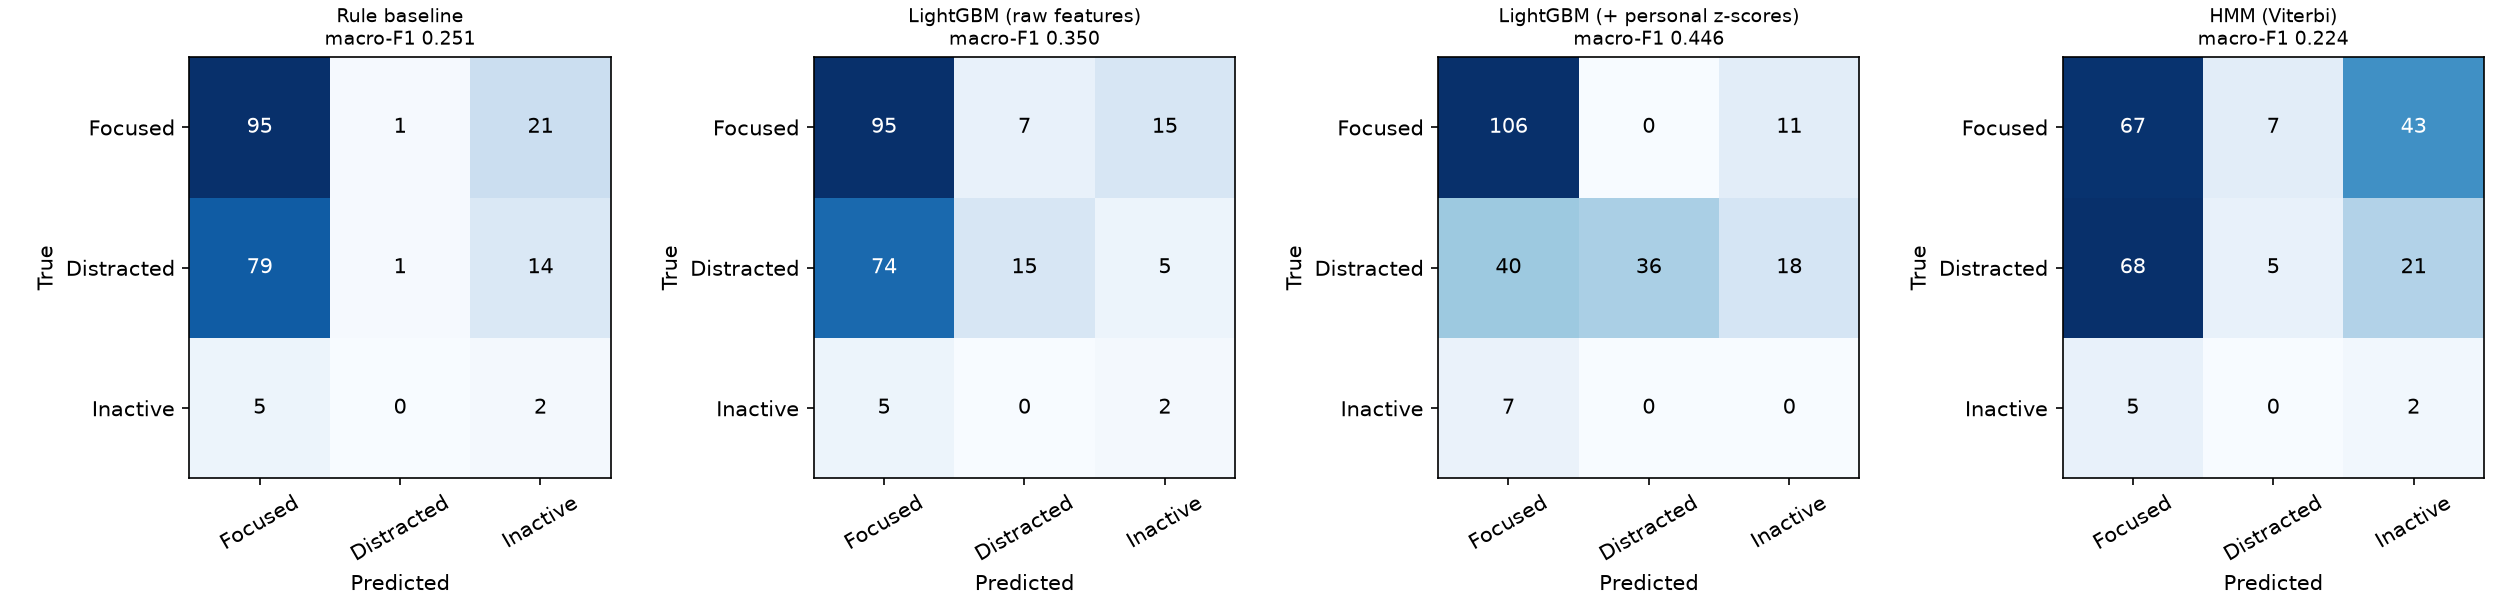 Rule baseline
macro-F1 0.251
True
Focused 95 1 21
Distracted 79 1 14
Inactive 5 0 2
Focused Distracted Inactive
Predicted
LightGBM (raw features)
macro-F1 0.350
True
Focused 95 7 15
Distracted 74 15 5
Inactive 5 0 2
Focused Distracted Inactive
Predicted
LightGBM (+ personal z-scores)
macro-F1 0.446
True
Focused 106 0 11
Distracted 40 36 18
Inactive 7 0 0
Focused Distracted Inactive
Predicted
HMM (Viterbi)
macro-F1 0.224
True
Focused 67 7 43
Distracted 68 5 21
Inactive 5 0 2
Focused Distracted Inactive
Predicted